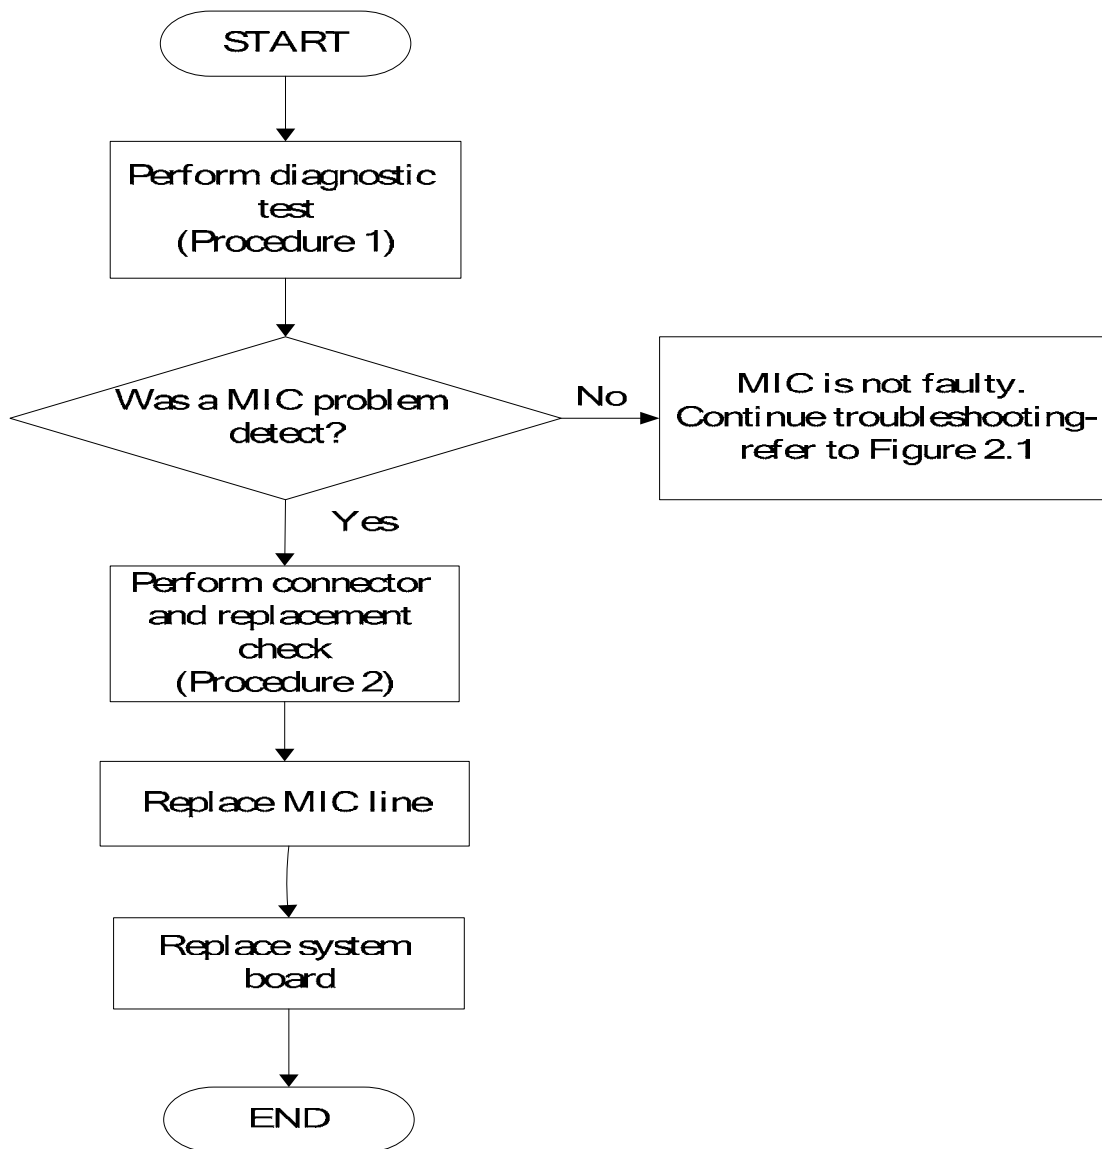 START
Perform diagnostic
test
(Procedure 1)
Was a MIC problem
detect?
No
MIC is not faulty.
Continue troubleshooting-
refer to Figure 2.1
Yes
Perform connector
and replacement
check
(Procedure 2)
Replace MIC line
Replace system
board
END